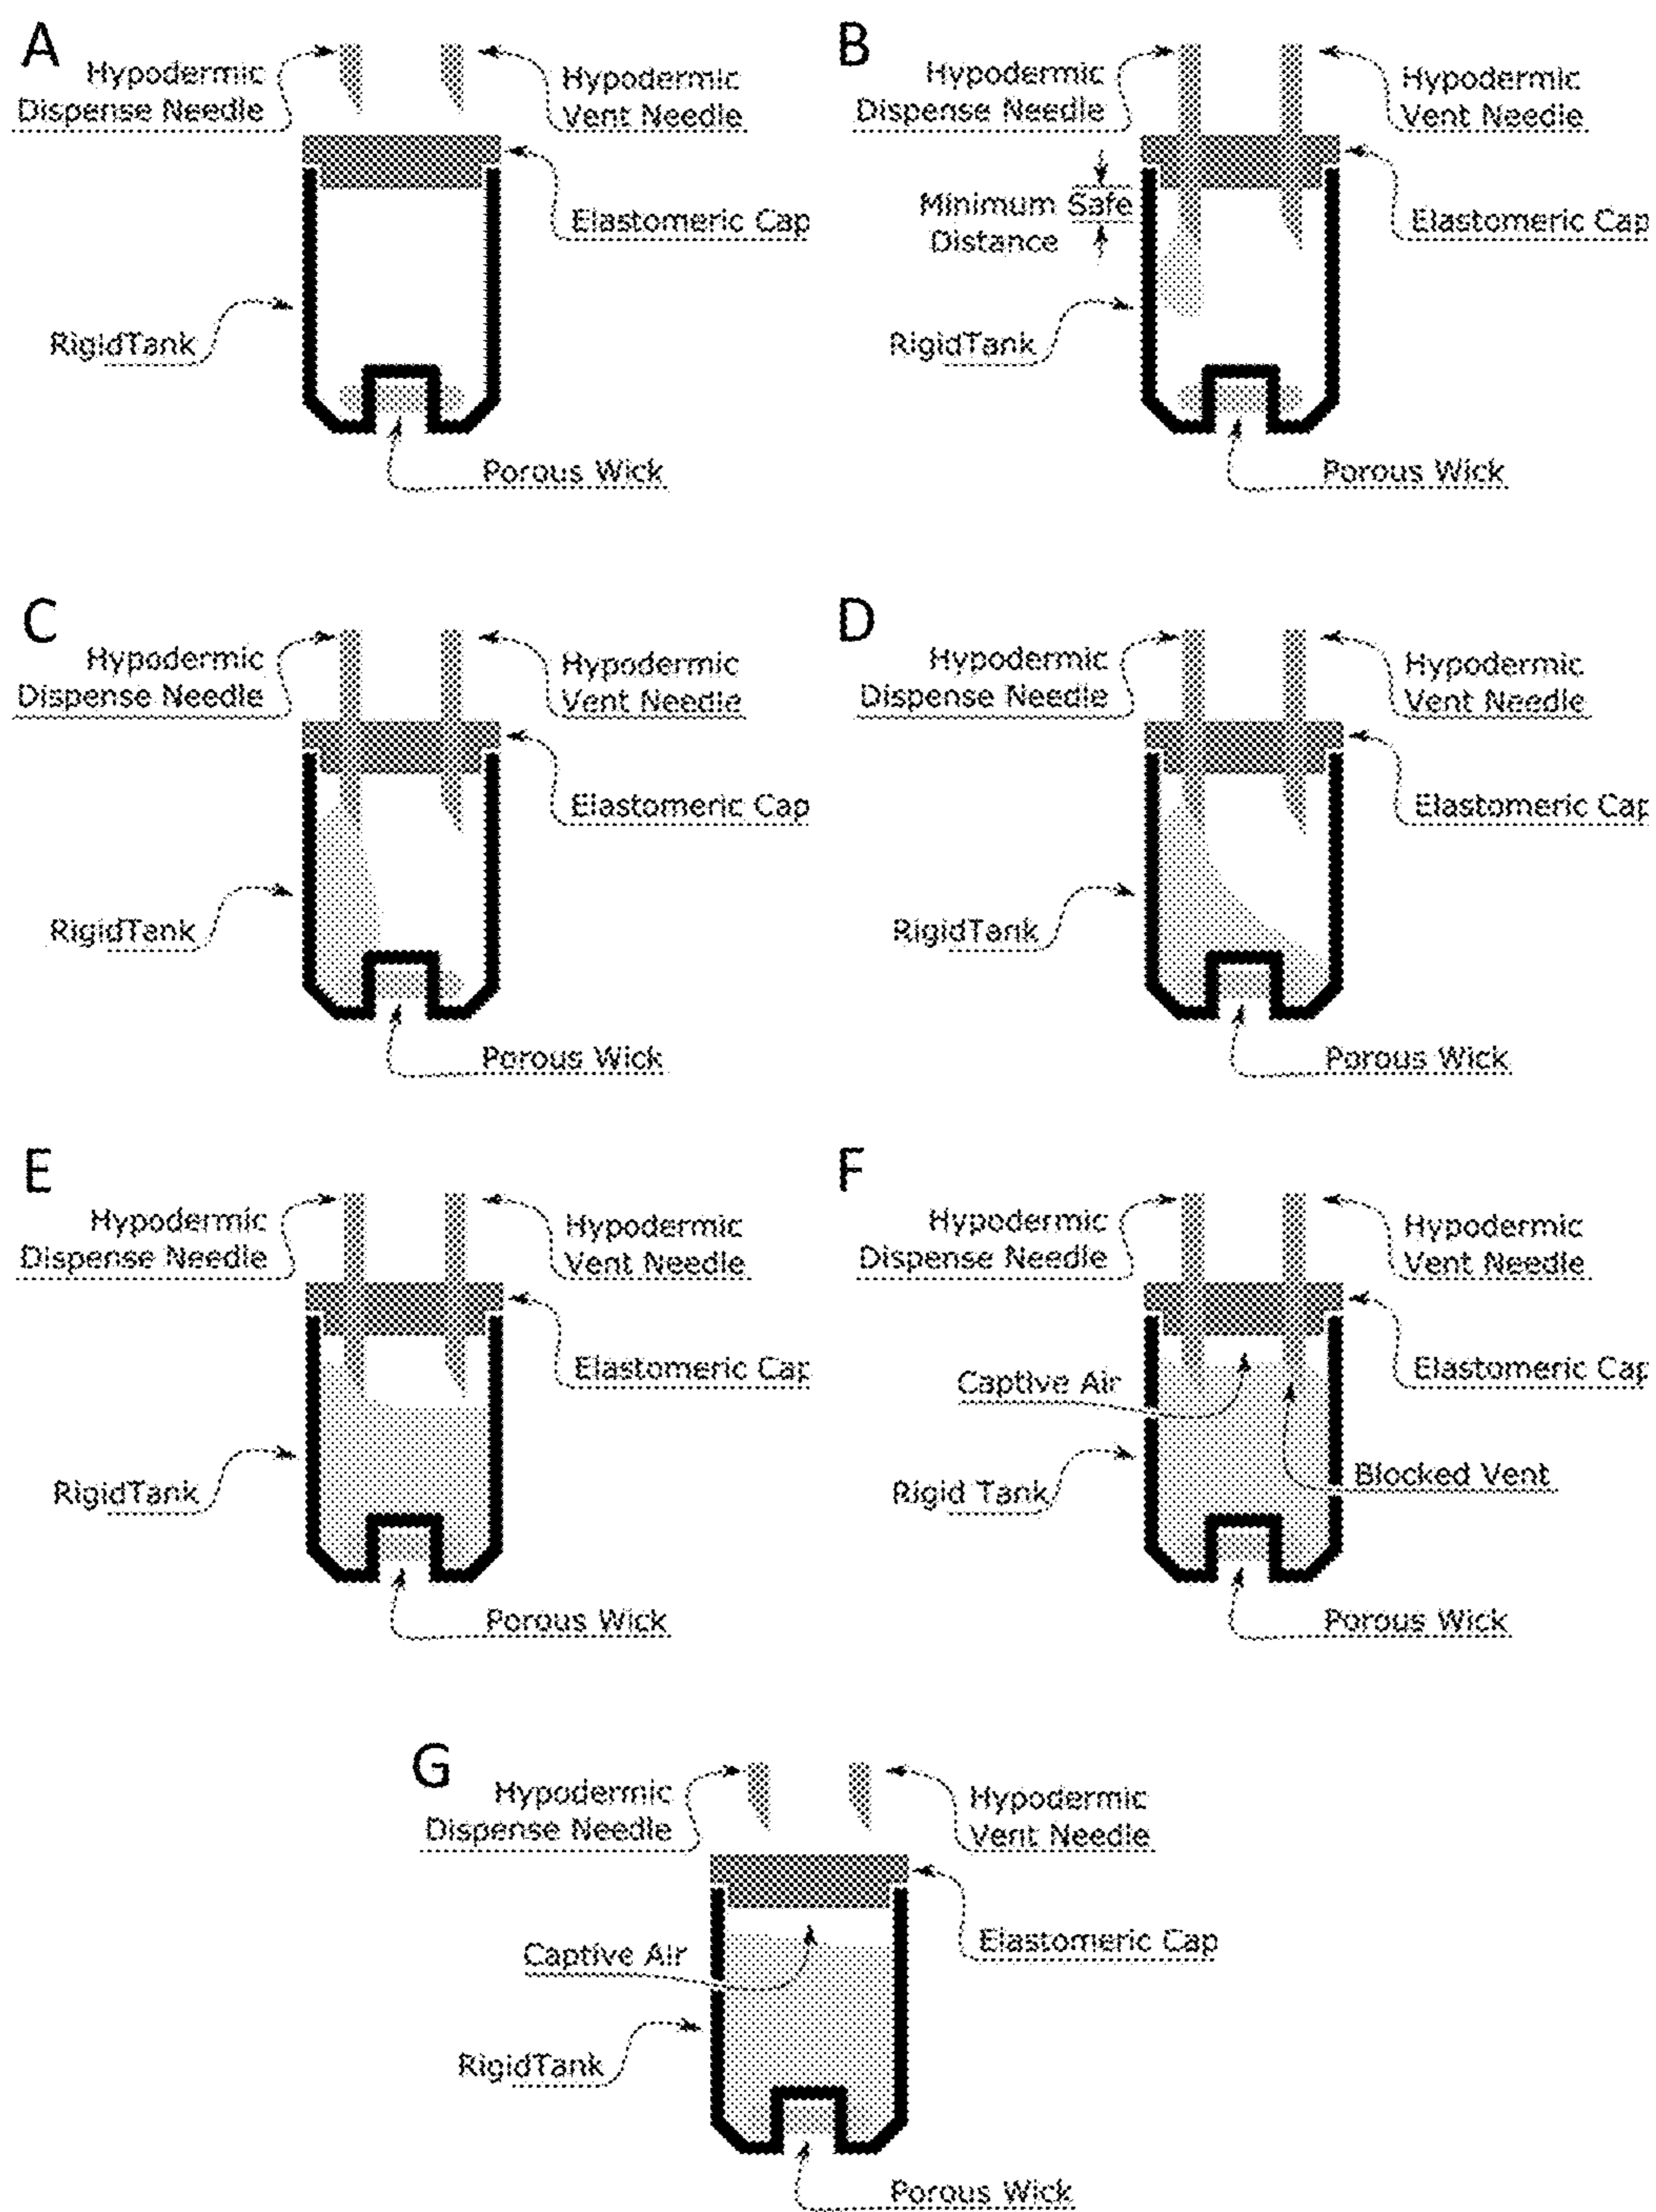 A
Hypodermic
Dispense Needle
Hypodermic
Vent Needle
Elastomeric Cap
RigidTank
Porous Wick
B
Hypodermic
Dispense Needle
Hypodermic
Vent Needle
Minimum Safe
Distance
Elastomeric Cap
RigidTank
Porous Wick
C
Hypodermic
Dispense Needle
Hypodermic
Vent Needle
Elastomeric Cap
RigidTank
Porous Wick
D
Hypodermic
Dispense Needle
Hypodermic
Vent Needle
Elastomeric Cap
RigidTank
Porous Wick
E
Hypodermic
Dispense Needle
Hypodermic
Vent Needle
Elastomeric Cap
RigidTank
Porous Wick
F
Hypodermic
Dispense Needle
Hypodermic
Vent Needle
Elastomeric Cap
Captive Air
Blocked Vent
Rigid Tank
Porous Wick
G
Hypodermic
Dispense Needle
Hypodermic
Vent Needle
Elastomeric Cap
Captive Air
RigidTank
Porous Wick